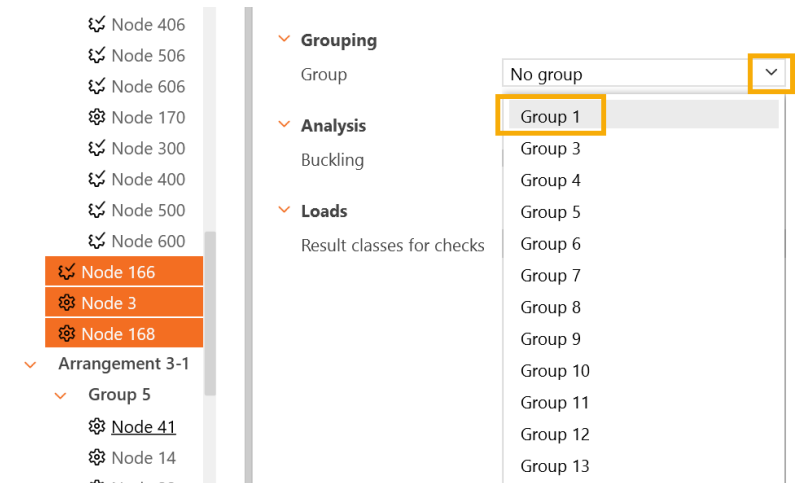 Node 406
Node 506
Node 606
Node 170
Node 300
Node 400
Node 500
Node 600
Node 166
Node 3
Node 168
Arrangement 3-1
Group 5
Node 41
Node 14
Grouping
Group
No group
Analysis
Buckling
Loads
Result classes for checks
Group 1
Group 3
Group 4
Group 5
Group 6
Group 7
Group 8
Group 9
Group 10
Group 11
Group 12
Group 13